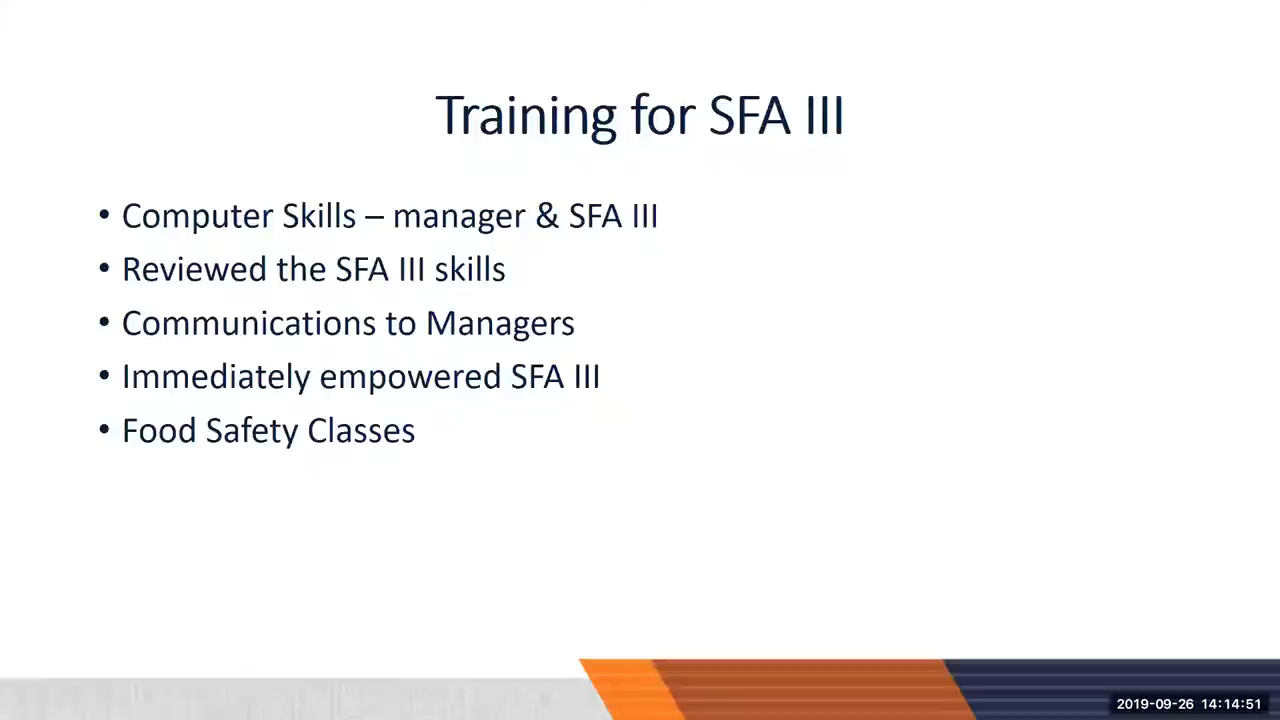 Training for SFA III
• Computer Skills – manager & SFA III
• Reviewed the SFA III skills
• Communications to Managers
• Immediately empowered SFA III
• Food Safety Classes
2019-09-26 14:14:51